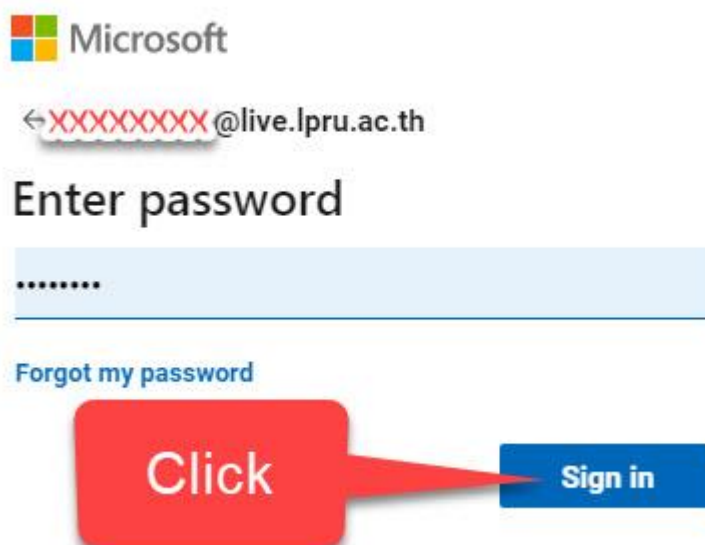 Microsoft
XXXXXXXX@live.lpru.ac.th
Enter password
••••••••
Forgot my password
Click
Sign in